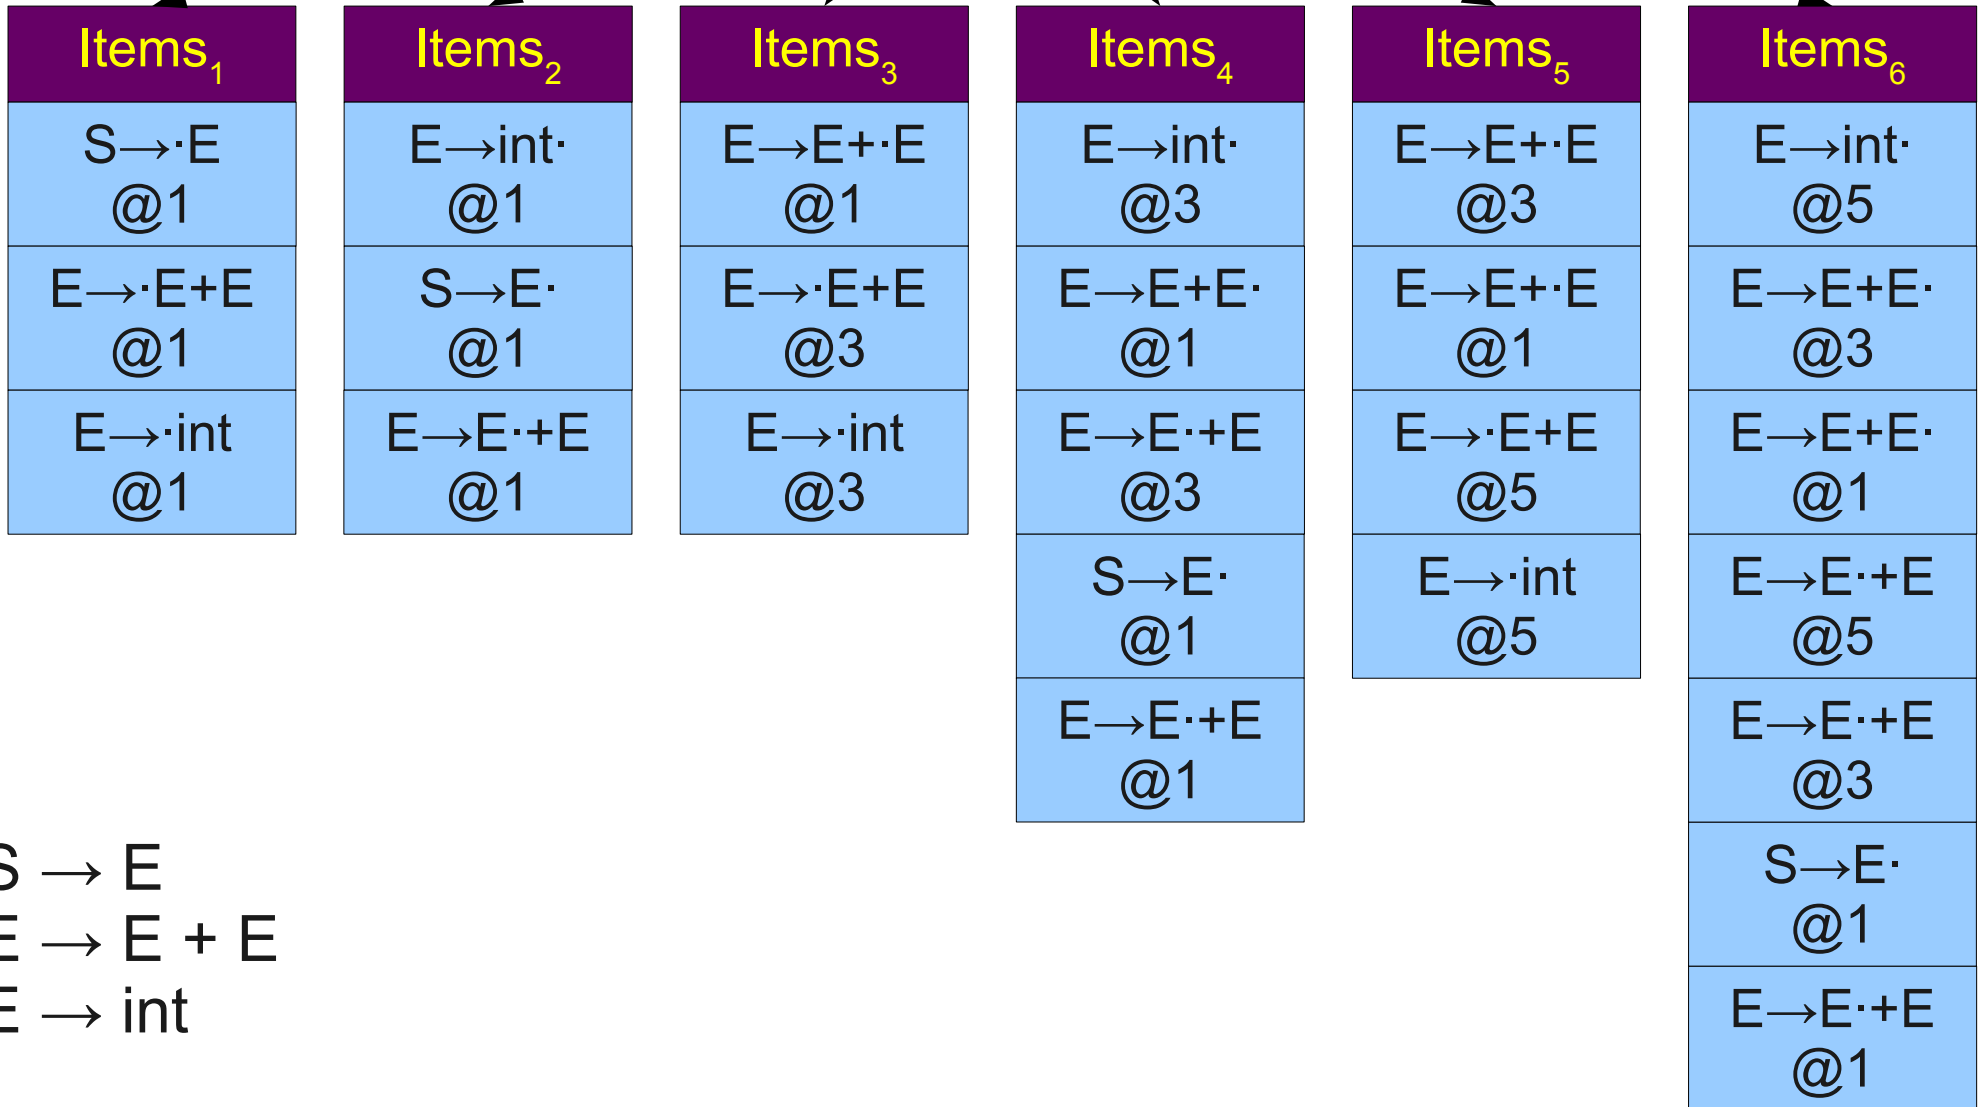 Items₁
S→·E
@1
E→·E+E
@1
E→·int
@1
Items₂
E→int·
@1
S→E·
@1
E→E·+E
@1
Items₃
E→E+·E
@1
E→·E+E
@3
E→·int
@3
Items₄
E→int·
@3
E→E+E·
@1
E→E·+E
@3
S→E·
@1
E→E·+E
@1
Items₅
E→E+·E
@3
E→E+·E
@1
E→·E+E
@5
E→·int
@5
Items₆
E→int·
@5
E→E+E·
@3
E→E+E·
@1
E→E·+E
@5
E→E·+E
@3
S→E·
@1
E→E·+E
@1
S → E
E → E + E
E → int